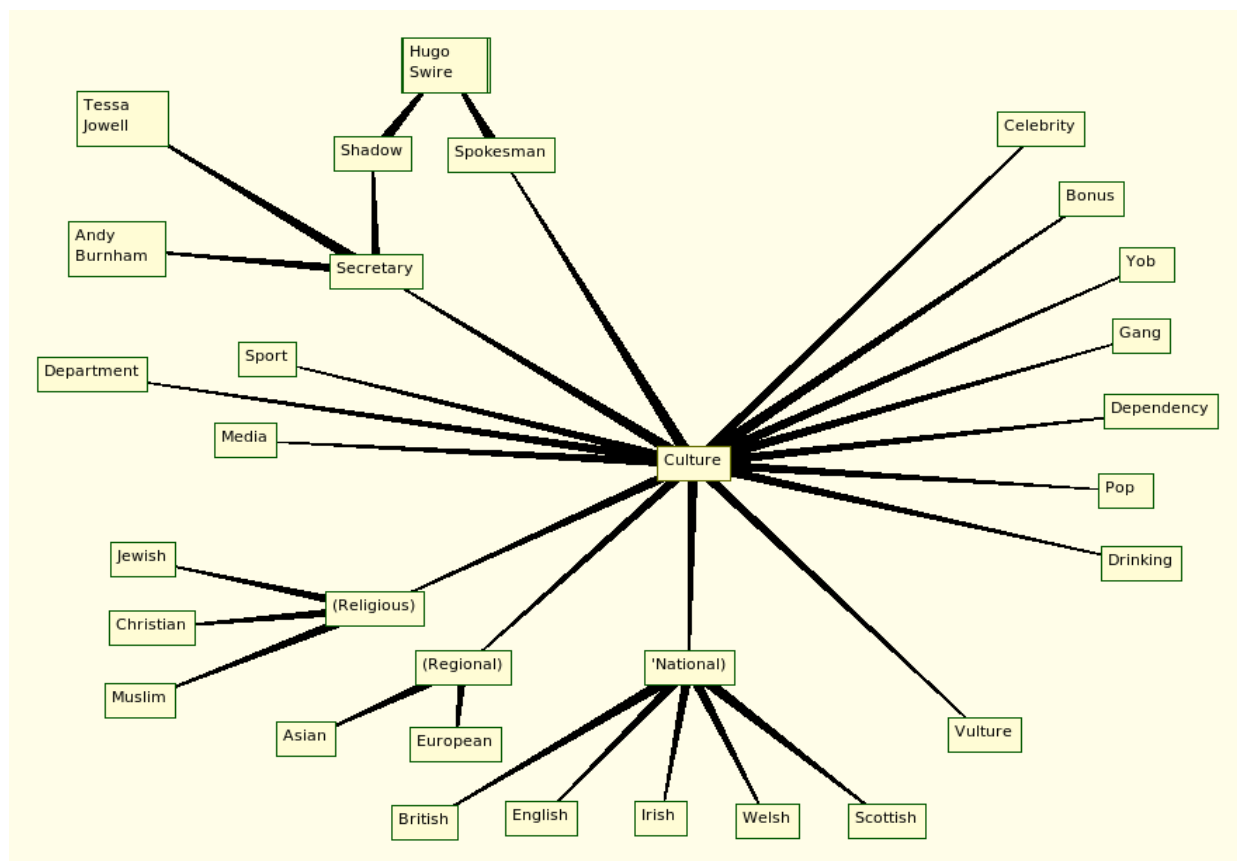 Hugo
Swire
Tessa
Jowell
Shadow
Spokesman
Celebrity
Bonus
Andy
Burnham
Secretary
Yob
Gang
Sport
Department
Dependency
Media
Culture
Pop
Drinking
Jewish
(Religious)
Christian
Muslim
(Regional)
'National)
Asian
European
Vulture
British
English
Irish
Welsh
Scottish